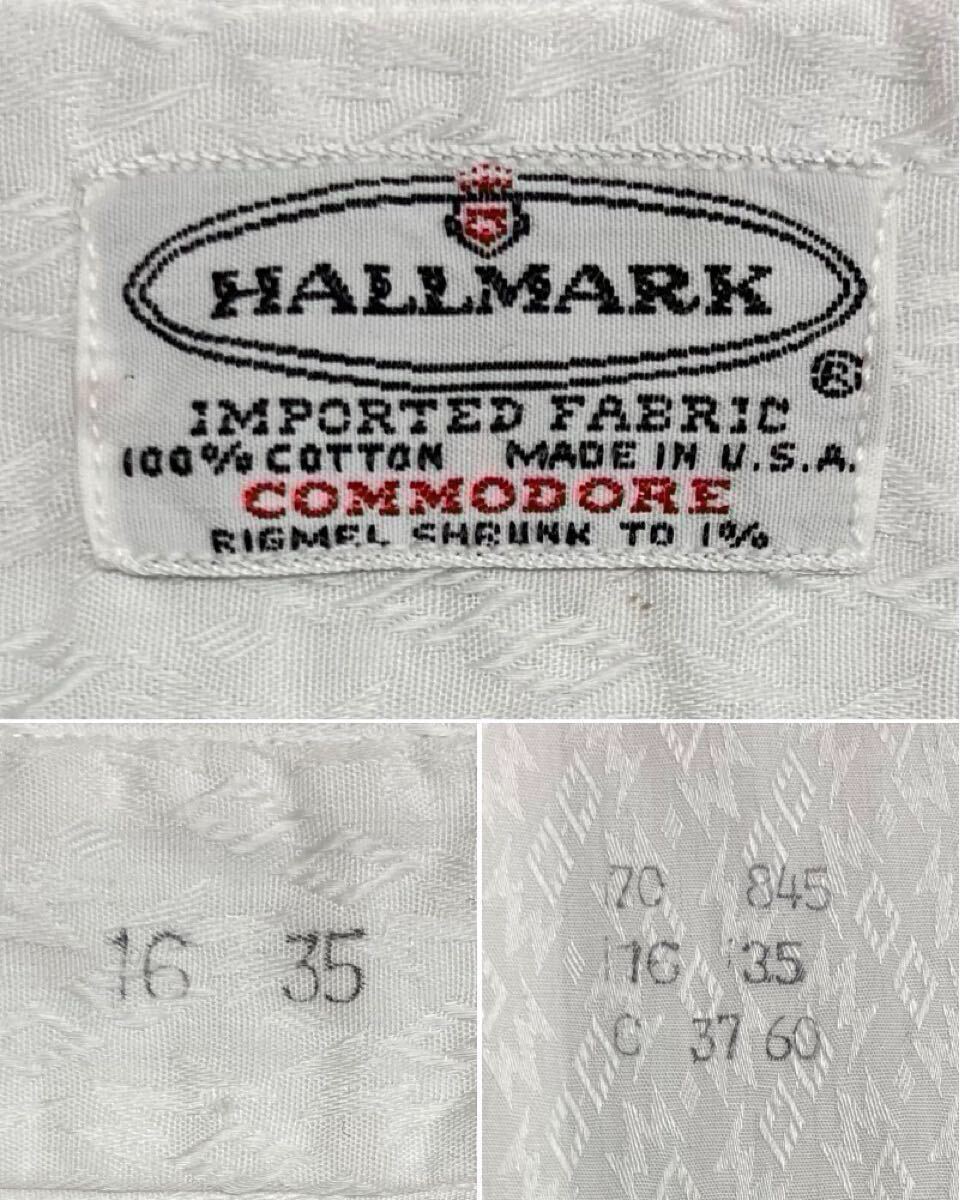 HALLMARK
®
IMPORTED FABRIC
100% COTTON MADE IN U.S.A.
COMMODORE
RIGMEL SHRUNK TO 1%
16 35
70 845
16 35
C 37 60